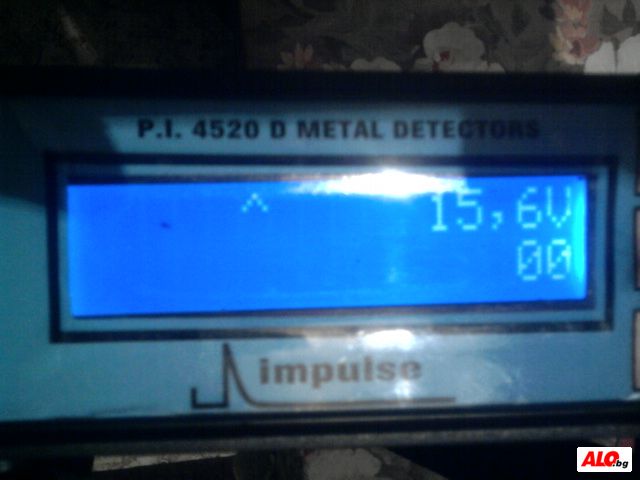 P.I. 4520 D METAL DETECTORS
^ 15,6V
00
impulse
ALO.bg